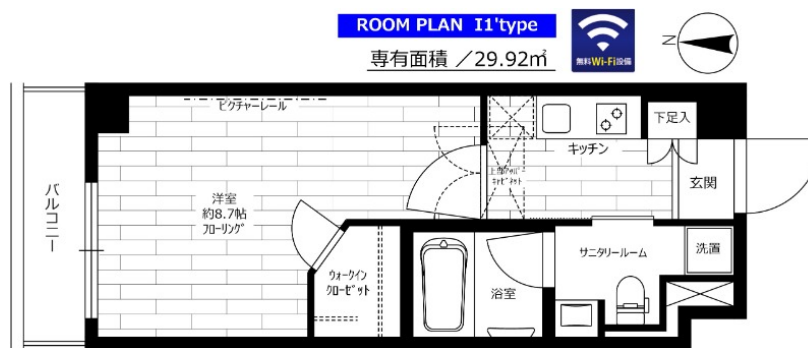 ROOM PLAN I1'type
専有面積 ／29.92㎡
無料Wi-Fi設備
N
ピクチャーレール
下足入
キッチン
玄関
バルコニー
洋室
約8.7帖
フローリング
サニタリールーム
洗置
ウォークイン
クローゼット
浴室